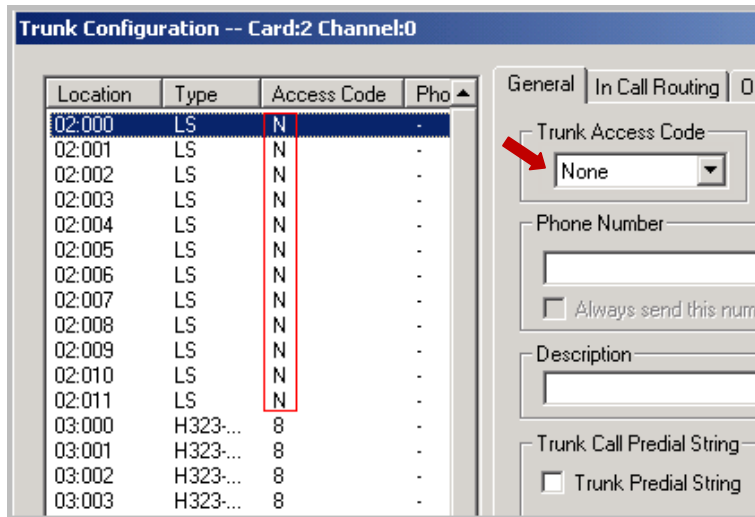 Trunk Configuration -- Card:2 Channel:0
Location Type Access Code Pho
02:000 LS N -
02:001 LS N -
02:002 LS N -
02:003 LS N -
02:004 LS N -
02:005 LS N -
02:006 LS N -
02:007 LS N -
02:008 LS N -
02:009 LS N -
02:010 LS N -
02:011 LS N -
03:000 H323-... 8 -
03:001 H323-... 8 -
03:002 H323-... 8 -
03:003 H323-... 8 -
General In Call Routing O
Trunk Access Code
None
Phone Number
Always send this num
Description
Trunk Call Predial String
Trunk Predial String